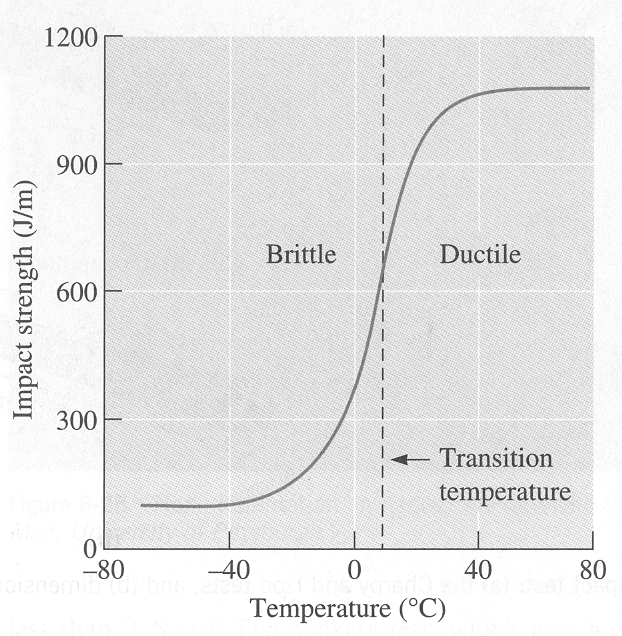 1200
900
600
300
0
−80
−40
0
40
80
Impact strength (J/m)
Temperature (°C)
Brittle
Ductile
Transition
temperature